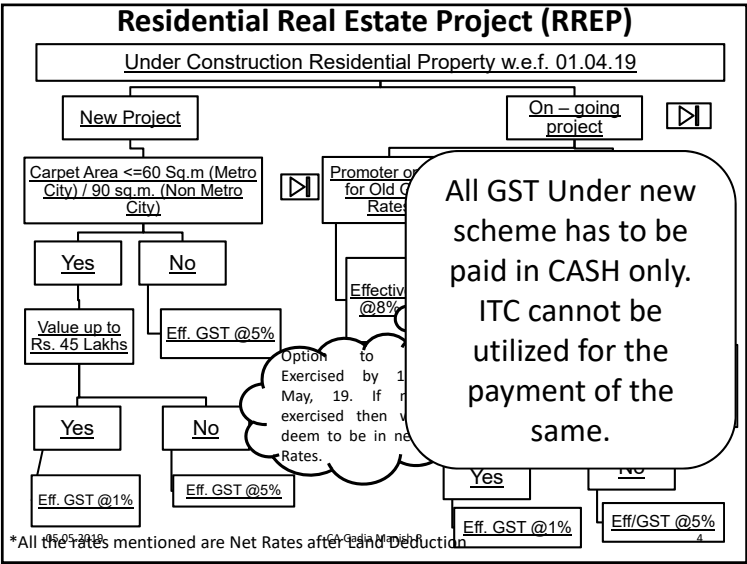 Residential Real Estate Project (RREP)
Under Construction Residential Property w.e.f. 01.04.19
New Project
On – going
project
Carpet Area <=60 Sq.m (Metro
City) / 90 sq.m. (Non Metro
City)
Promoter
for Old
Rates
Yes
No
Value up to
Rs. 45 Lakhs
Eff. GST @5%
Effective
@8%
All GST Under new
scheme has to be
paid in CASH only.
ITC cannot be
utilized for the
payment of the
same.
Option to
Exercised by
May, 19. If
exercised then
deem to be in
Rates.
Yes
No
Eff. GST @1%
Eff. GST @5%
Yes
No
Eff. GST @1%
Eff/GST @5%
*All the rates mentioned are Net Rates after Land Deduction
05.05.2019
CA Gadia Manish R
4